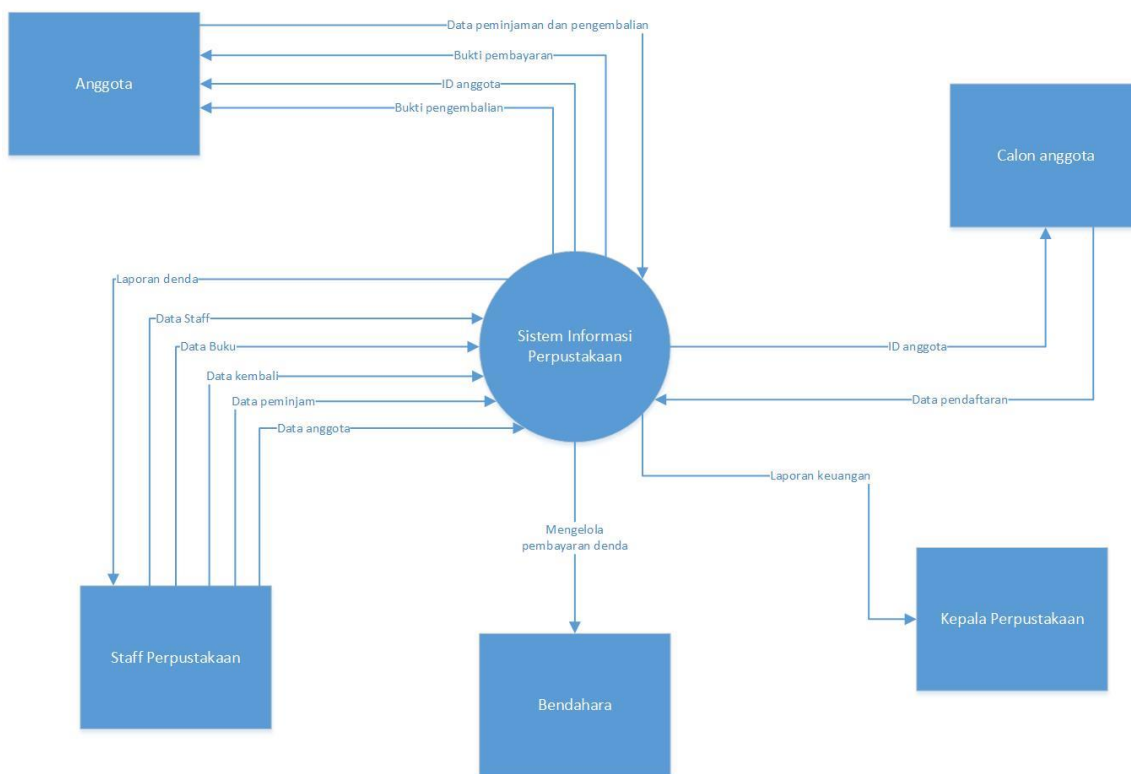 Data peminjaman dan pengembalian
Bukti pembayaran
Anggota
ID anggota
Bukti pengembalian
Calon anggota
Laporan denda
Data Staff
Sistem Informasi
Perpustakaan
Data Buku
ID anggota
Data kembali
Data peminjam
Data pendaftaran
Data anggota
Laporan keuangan
Mengelola
pembayaran denda
Kepala Perpustakaan
Staff Perpustakaan
Bendahara